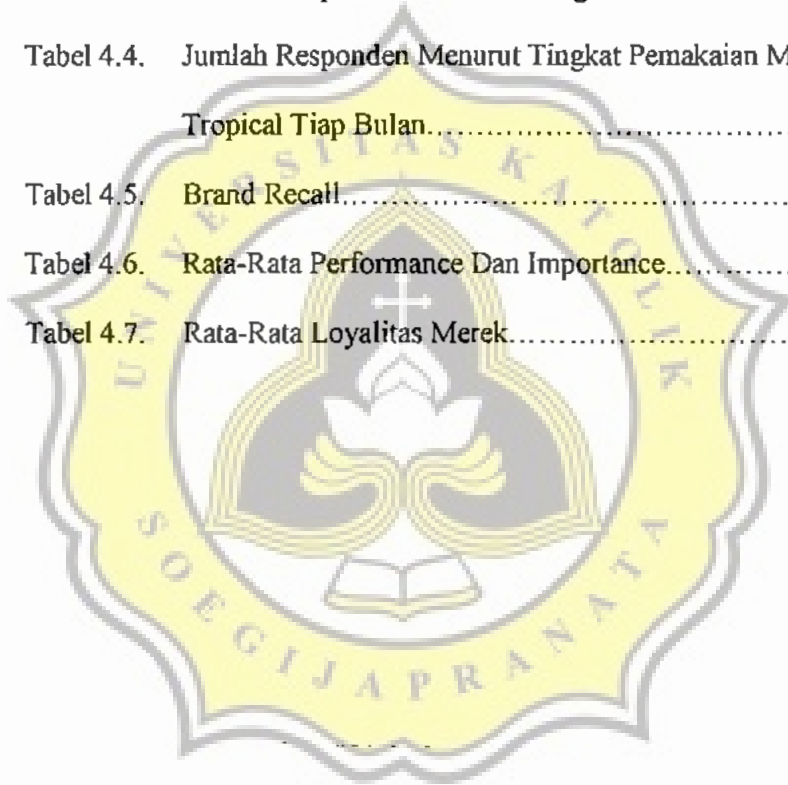 Tabel 4.4. Jumlah Responden Menurut Tingkat Pemakaian M
Tropical Tiap Bulan.......................................
Tabel 4.5. Brand Recall.......................................
Tabel 4.6. Rata-Rata Performance Dan Importance..............
Tabel 4.7. Rata-Rata Loyalitas Merek............................
UNIVERSITAS KATOLIK
SOEGIJAPRANATA